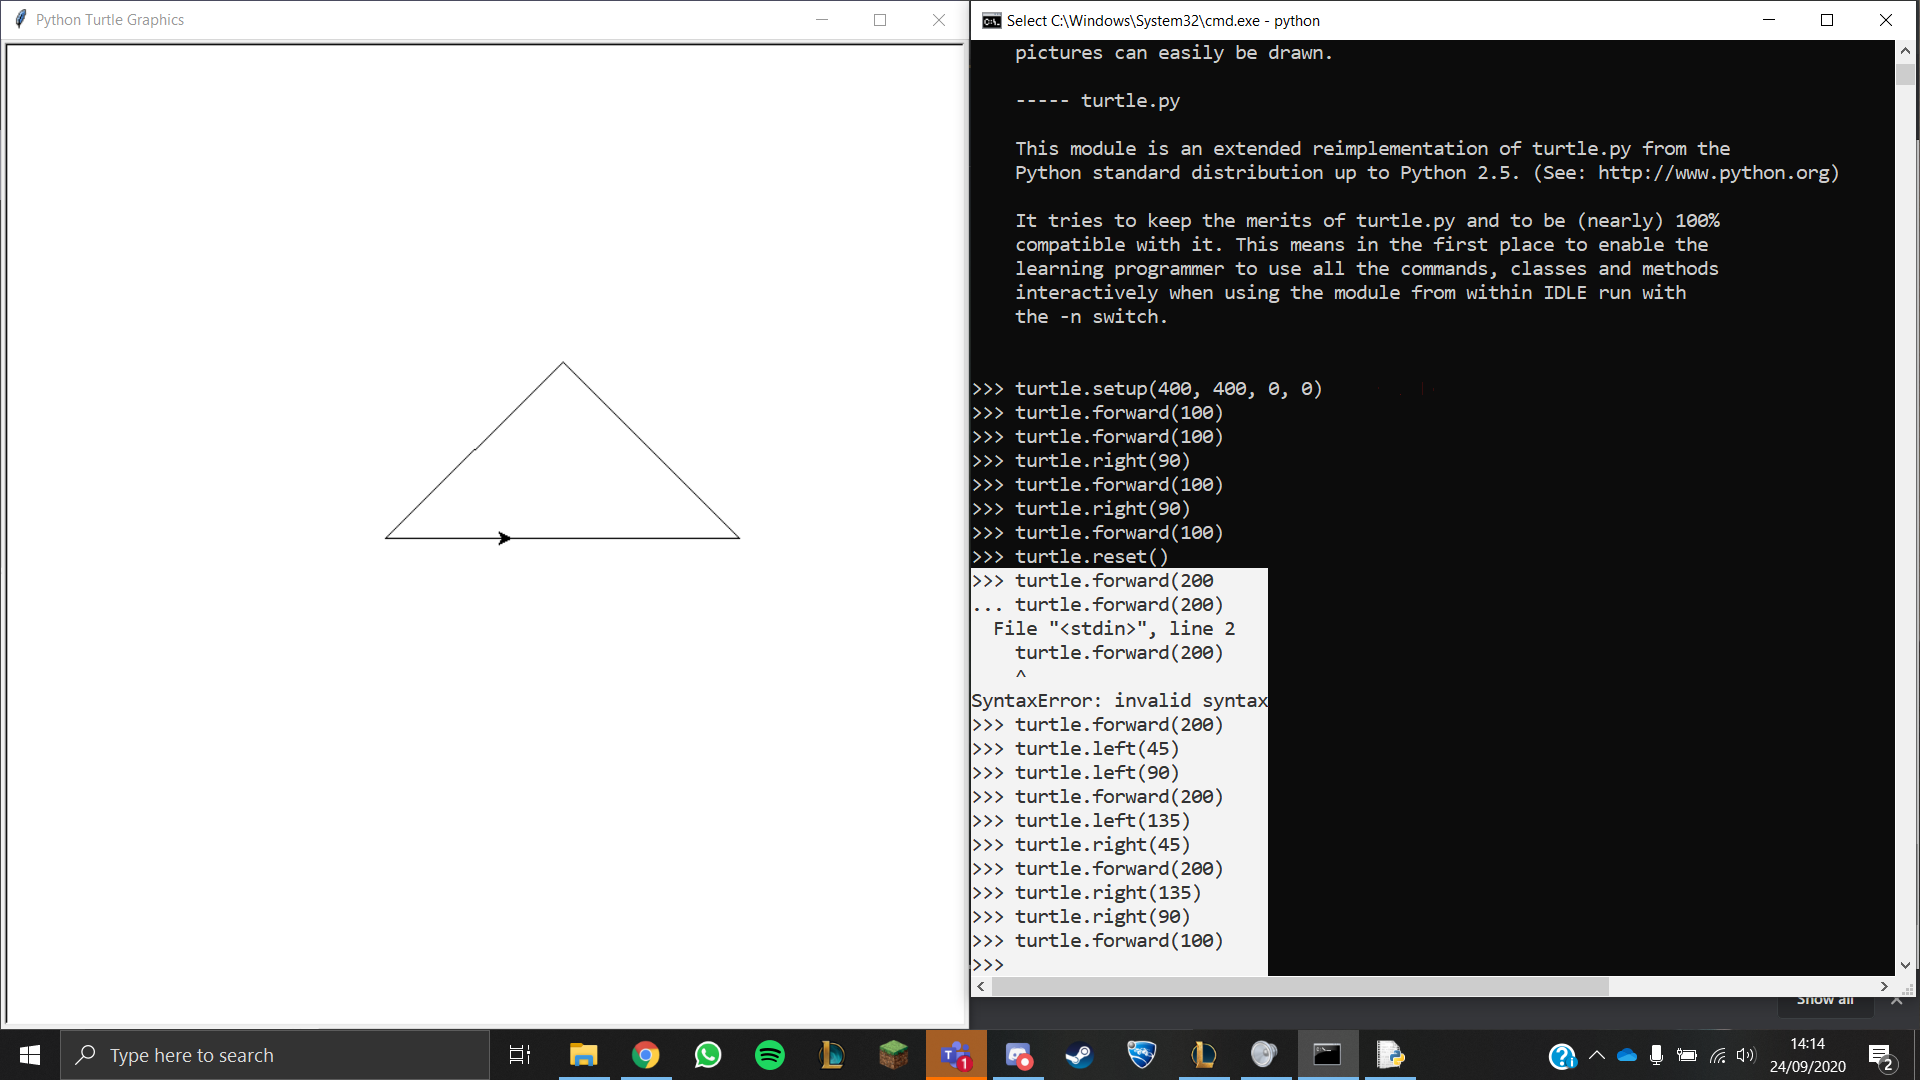 Python Turtle Graphics
Select C:\Windows\System32\cmd.exe - python
pictures can easily be drawn.
----- turtle.py
This module is an extended reimplementation of turtle.py from the
Python standard distribution up to Python 2.5. (See: http://www.python.org)
It tries to keep the merits of turtle.py and to be (nearly) 100%
compatible with it. This means in the first place to enable the
learning programmer to use all the commands, classes and methods
interactively when using the module from within IDLE run with
the -n switch.
>>> turtle.setup(400, 400, 0, 0)
>>> turtle.forward(100)
>>> turtle.forward(100)
>>> turtle.right(90)
>>> turtle.forward(100)
>>> turtle.right(90)
>>> turtle.forward(100)
>>> turtle.reset()
>>> turtle.forward(200
... turtle.forward(200)
File "<stdin>", line 2
turtle.forward(200)
^
SyntaxError: invalid syntax
>>> turtle.forward(200)
>>> turtle.left(45)
>>> turtle.left(90)
>>> turtle.forward(200)
>>> turtle.left(135)
>>> turtle.right(45)
>>> turtle.forward(200)
>>> turtle.right(135)
>>> turtle.right(90)
>>> turtle.forward(100)
>>>
Show all
Type here to search
14:14
24/09/2020
2